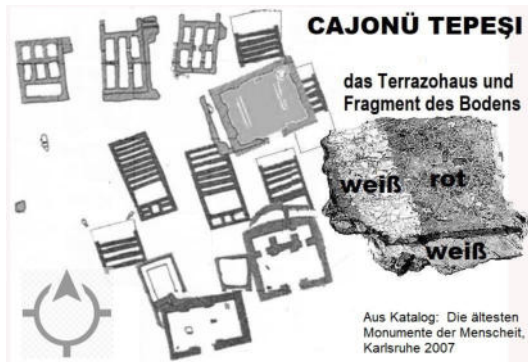 CAJONÜ TEPEŞI
das Terrazohaus und
Fragment des Bodens
weiß rot
weiß
Aus Katalog: Die ältesten
Monumente der Menscheit,
Karlsruhe 2007